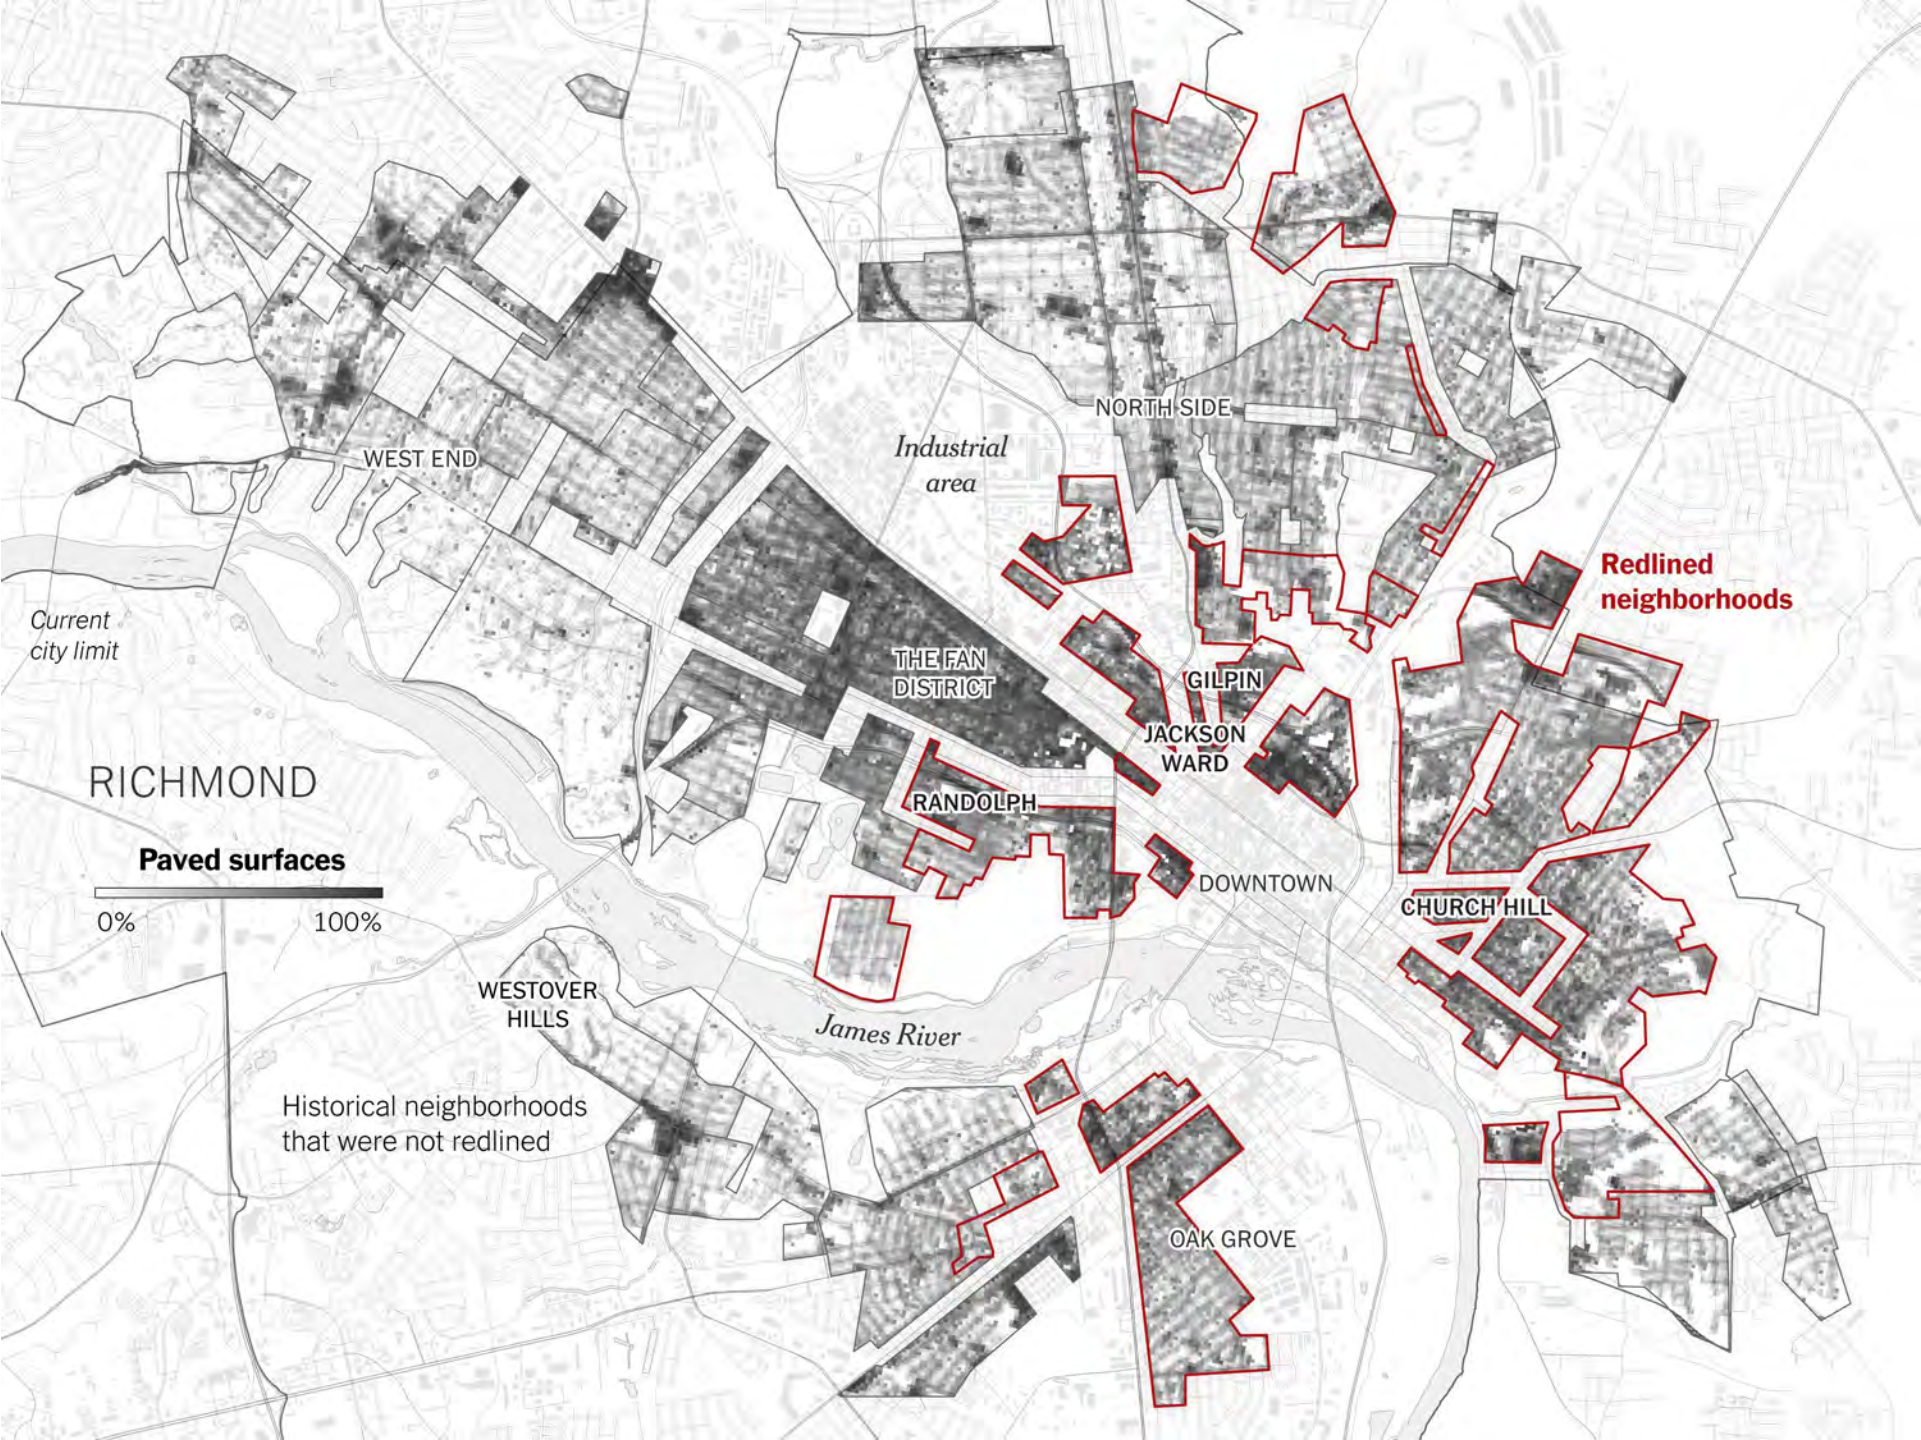 NORTH SIDE
Industrial
area
WEST END
Redlined
neighborhoods
Current
city limit
THE FAN
DISTRICT
GILPIN
JACKSON
WARD
RICHMOND
RANDOLPH
Paved surfaces
0%
100%
DOWNTOWN
CHURCH HILL
WESTOVER
HILLS
James River
Historical neighborhoods
that were not redlined
OAK GROVE